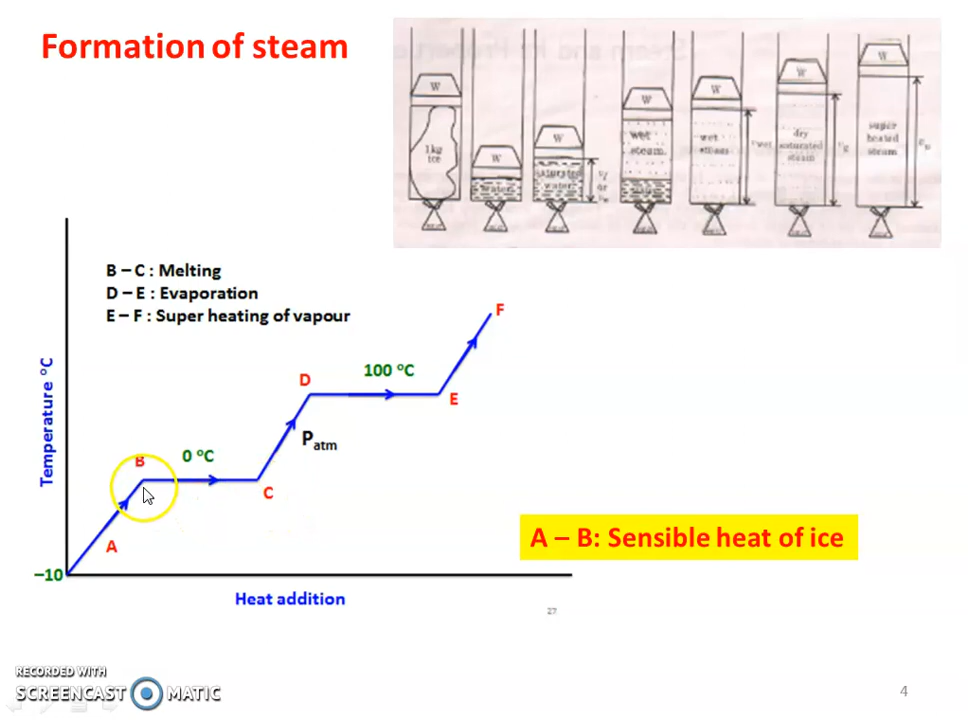 Formation of steam
W
W
W
W
W
W
W
1 kg
ice
water
saturated
water
wet
steam.
wet
steam
dry
saturated
steam
super
heated
steam
B – C : Melting
D – E : Evaporation
E – F : Super heating of vapour
Temperature °C
F
D
100 °C
E
P atm
B
0 °C
C
A
–10
Heat addition
A – B: Sensible heat of ice
27
RECORDED WITH
SCREENCAST MATIC
4